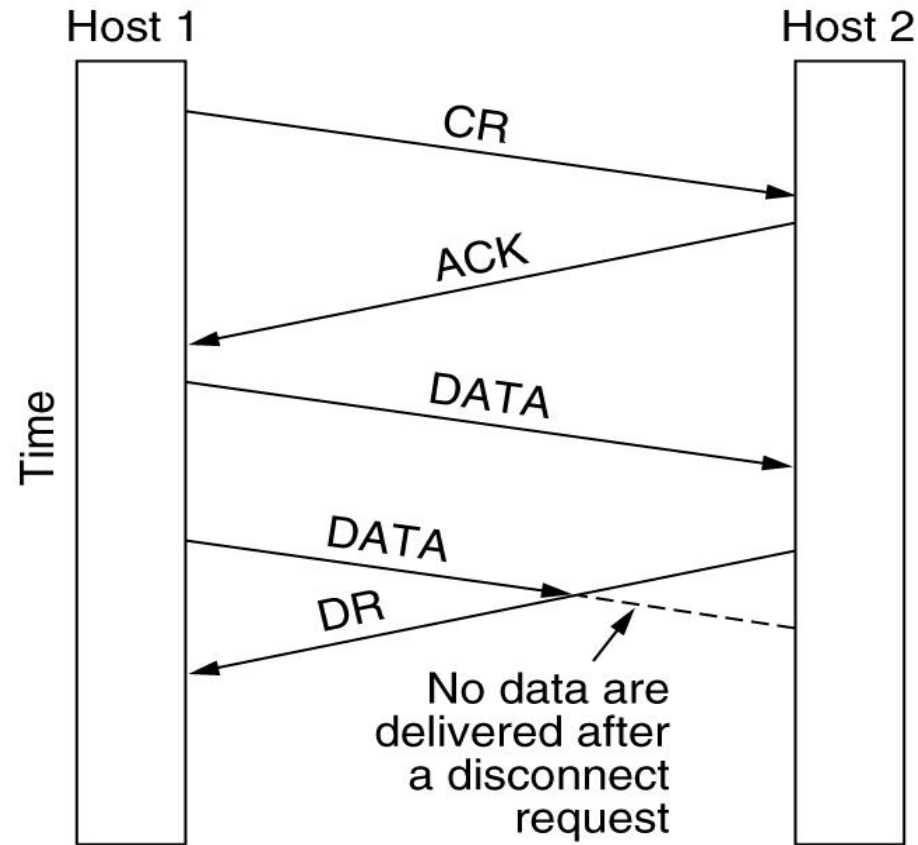 Host 1
Host 2
CR
ACK
DATA
Time
DATA
DR
No data are
delivered after
a disconnect
request